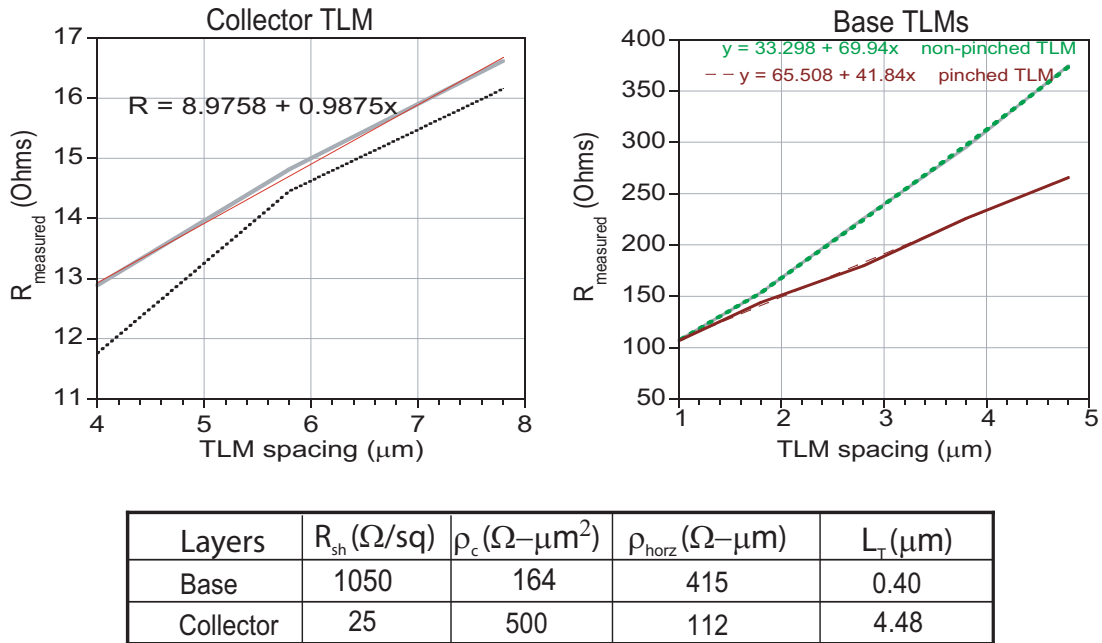 Collector TLM
17
16
15
14
13
12
11
R = 8.9758 + 0.9875x
R measured (Ohms)
4 5 6 7 8
TLM spacing (μm)
Base TLMs
400
350
300
250
200
150
100
50
y = 33.298 + 69.94x non-pinched TLM
y = 65.508 + 41.84x pinched TLM
R measured (Ohms)
1 2 3 4 5
TLM spacing (μm)
Layers R_sh (Ω/sq) ρ_c (Ω–μm²) ρ_horz (Ω–μm) L_T (μm)
Base 1050 164 415 0.40
Collector 25 500 112 4.48